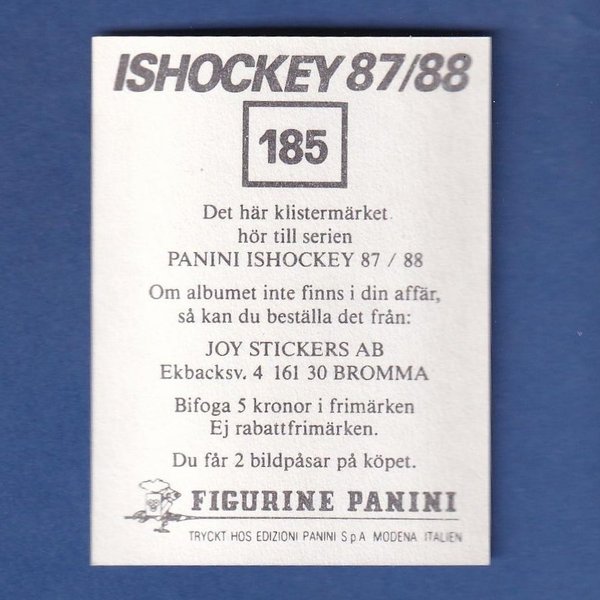 ISHOCKEY 87/88
185
Det här klistermärket
hör till serien
PANINI ISHOCKEY 87 / 88
Om albumet inte finns i din affär,
så kan du beställa det från:
JOY STICKERS AB
Ekbacksv. 4 161 30 BROMMA
Bifoga 5 kronor i frimärken
Ej rabattfrimärken.
Du får 2 bildpåsar på köpet.
FIGURINE PANINI
TRYCKT HOS EDIZIONI PANINI S p A MODENA ITALIEN